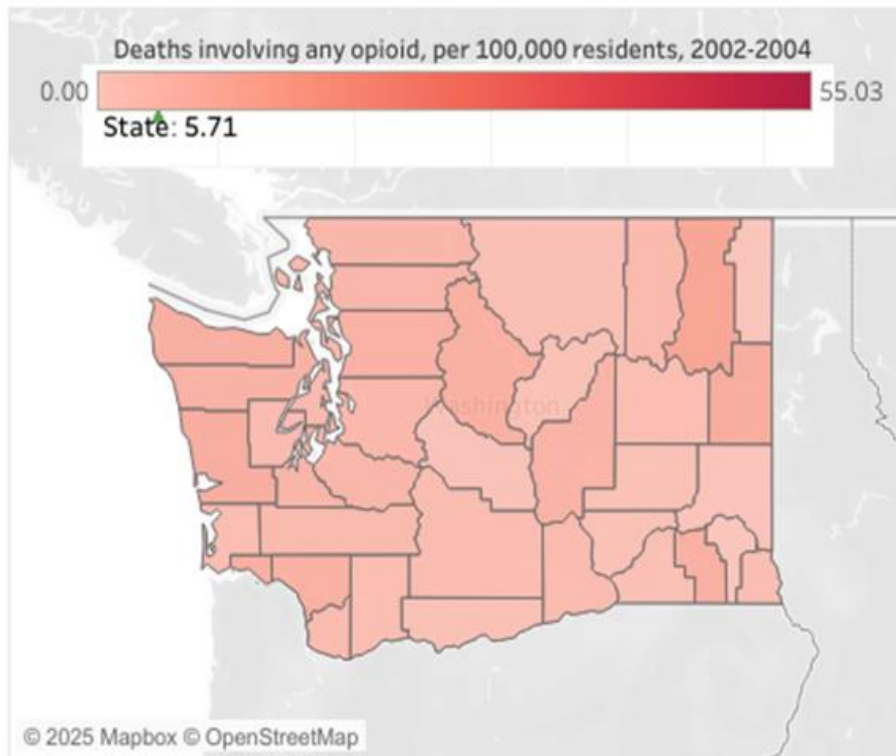 Deaths involving any opioid, per 100,000 residents, 2002-2004
0.00 55.03
State: 5.71
Washington
© 2025 Mapbox © OpenStreetMap